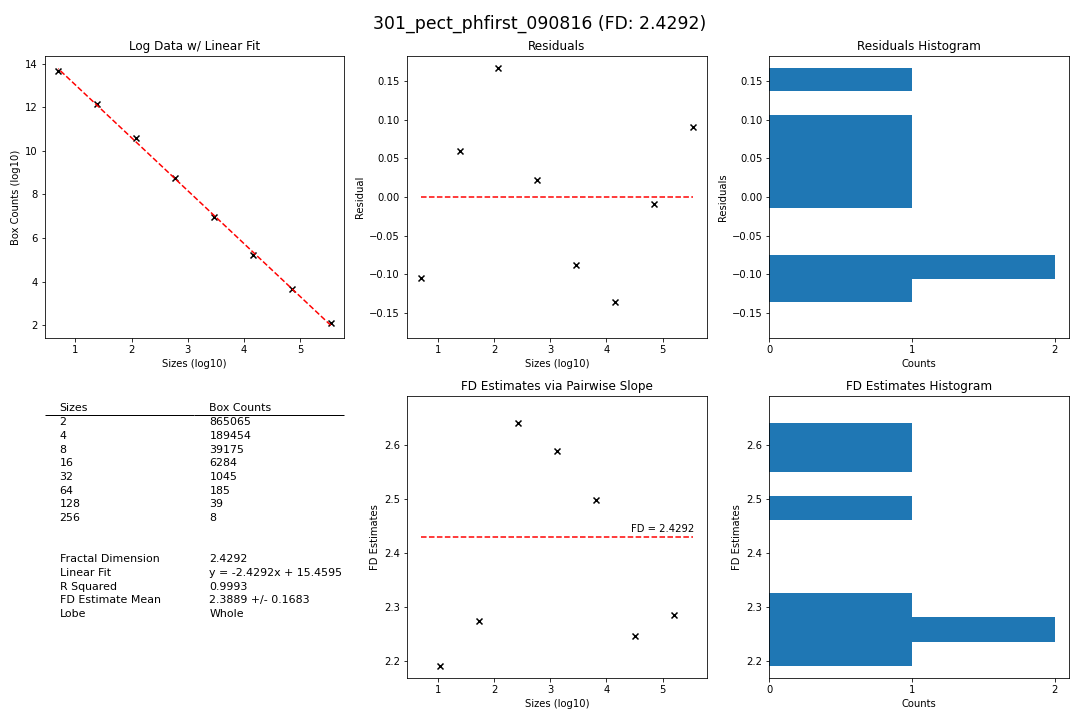 301_pect_phfirst_090816 (FD: 2.4292)
Log Data w/ Linear Fit
14
12
10
8
6
4
2
Box Counts (log10)
1 2 3 4 5
Sizes (log10)
Residuals
0.15
0.10
0.05
0.00
−0.05
−0.10
−0.15
Residual
1 2 3 4 5
Sizes (log10)
Residuals Histogram
0.15
0.10
0.05
0.00
−0.05
−0.10
−0.15
Residuals
0 1 2
Counts
Sizes Box Counts
2 865065
4 189454
8 39175
16 6284
32 1045
64 185
128 39
256 8
Fractal Dimension 2.4292
Linear Fit y = -2.4292x + 15.4595
R Squared 0.9993
FD Estimate Mean 2.3889 +/- 0.1683
Lobe Whole
FD Estimates via Pairwise Slope
2.6
2.5
2.4
2.3
2.2
FD Estimates
FD = 2.4292
1 2 3 4 5
Sizes (log10)
FD Estimates Histogram
2.6
2.5
2.4
2.3
2.2
FD Estimates
0 1 2
Counts